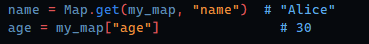 name = Map.get(my_map, "name")  # "Alice"
age = my_map["age"]             # 30